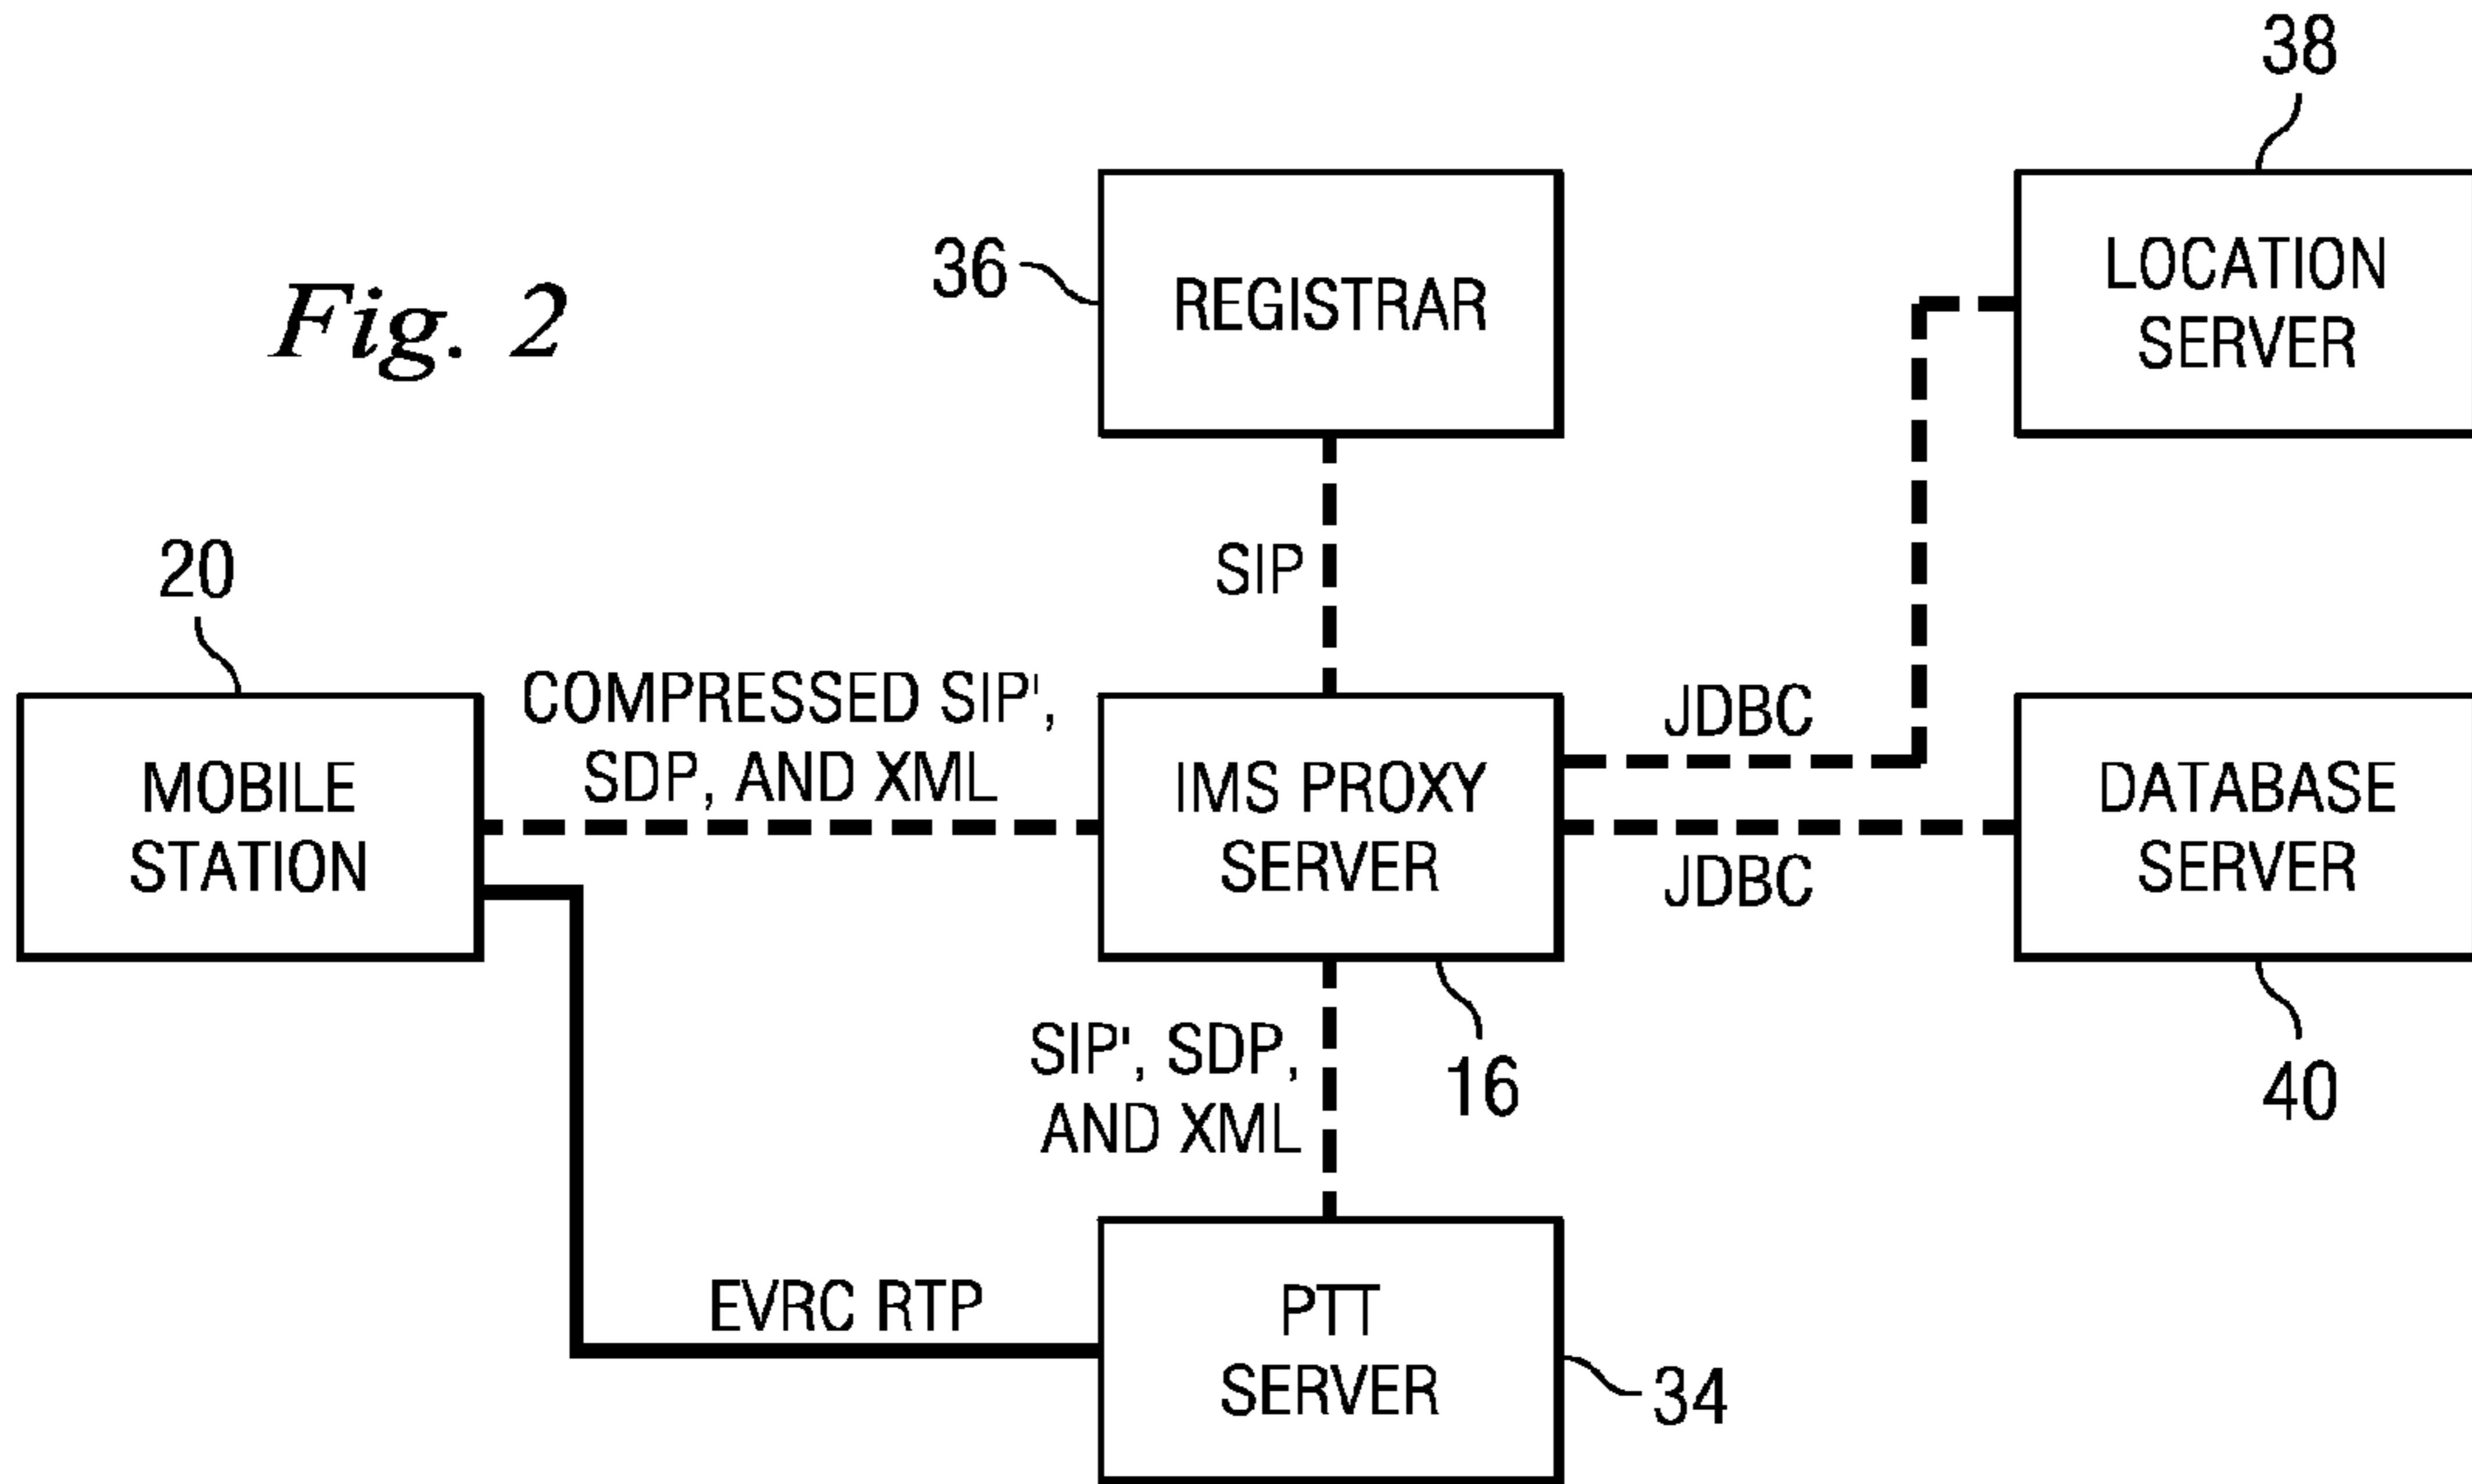 Fig. 2
38
36
REGISTRAR
LOCATION
SERVER
SIP
20
COMPRESSED SIP',
SDP, AND XML
JDBC
MOBILE
STATION
IMS PROXY
SERVER
DATABASE
SERVER
JDBC
SIP', SDP,
AND XML
16
40
EVRC RTP
PTT
SERVER
34